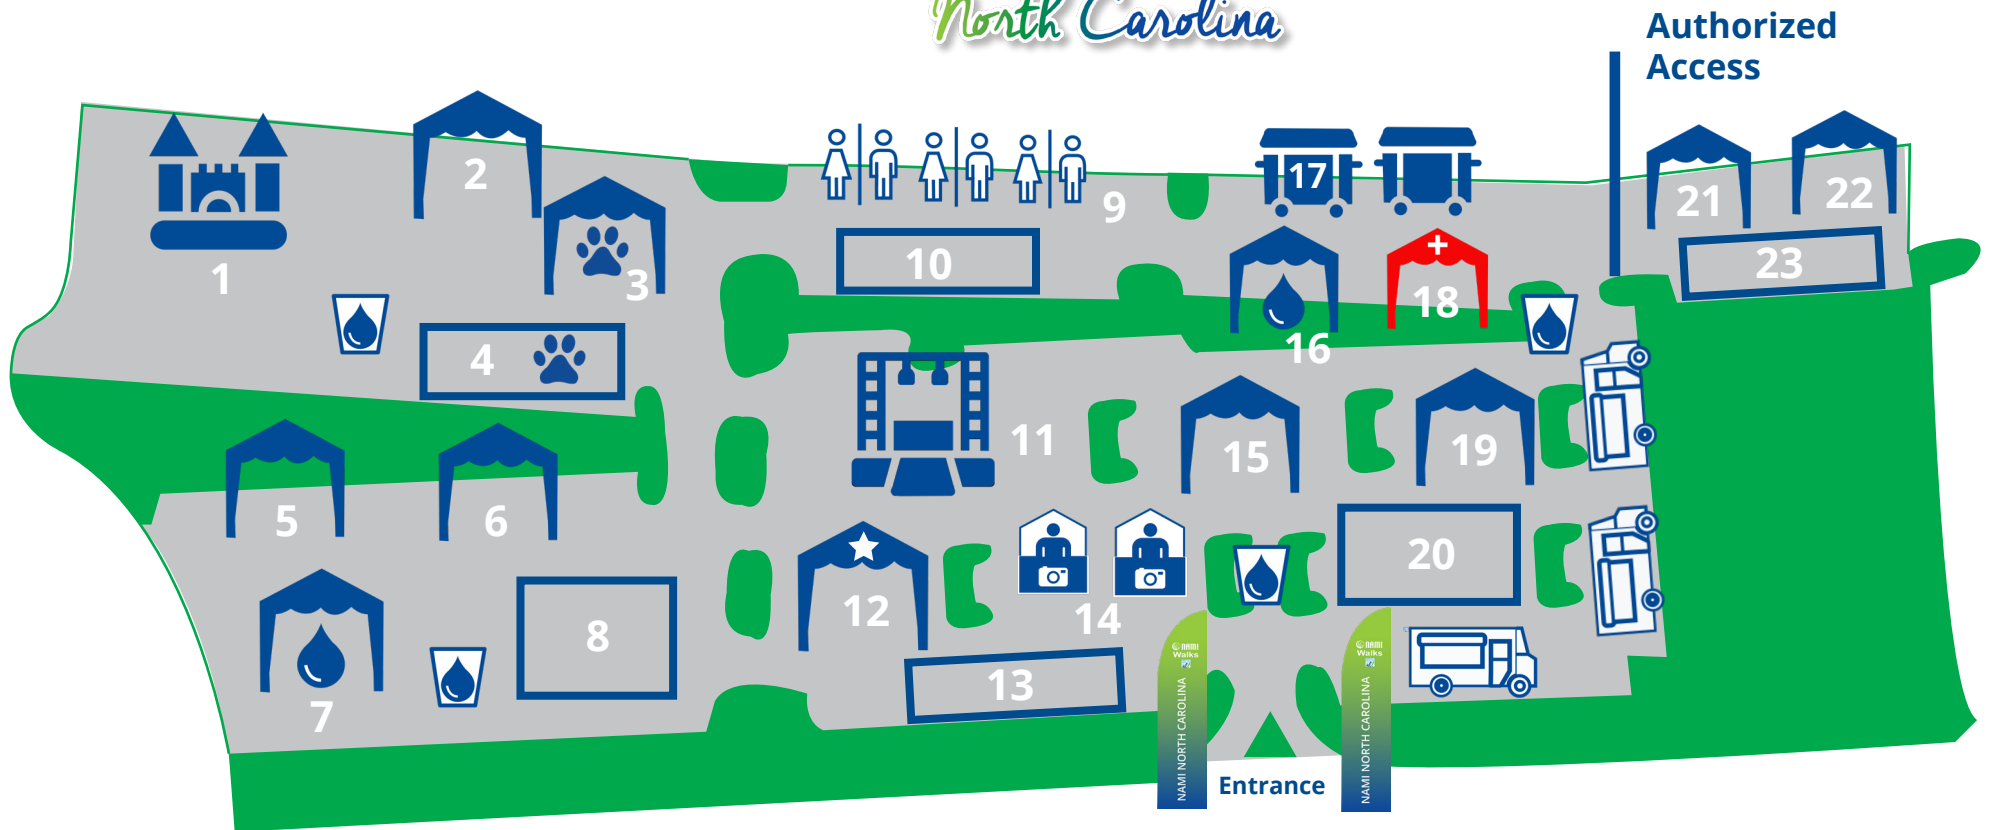 North Carolina
Authorized
Access
1
2
3
4
5
6
7
8
9
10
11
12
13
14
15
16
17
18
19
20
21
22
23
NAMI
Walks
NAMI NORTH CAROLINA
NAMI
Walks
NAMI NORTH CAROLINA
Entrance